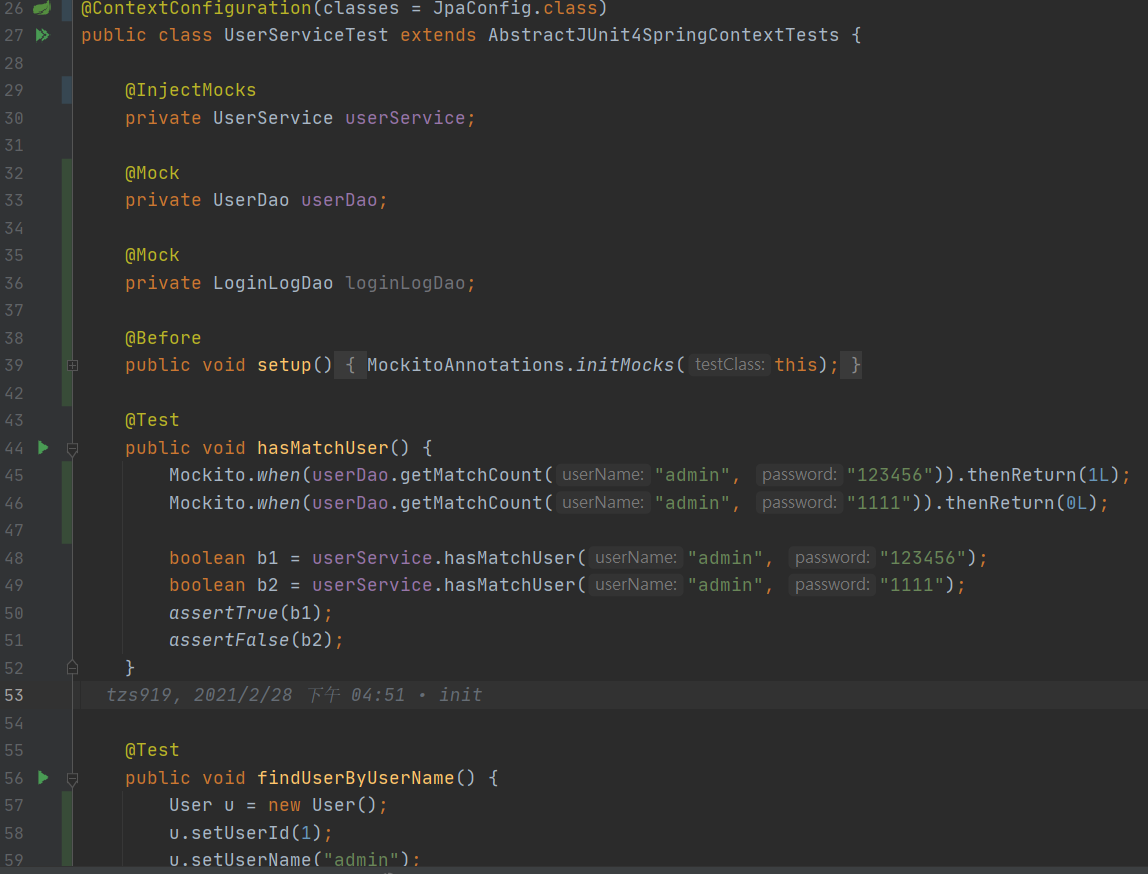 26 @ContextConfiguration(classes = JpaConfig.class)
27 public class UserServiceTest extends AbstractJUnit4SpringContextTests {
28
29 @InjectMocks
30 private UserService userService;
31
32 @Mock
33 private UserDao userDao;
34
35 @Mock
36 private LoginLogDao loginLogDao;
37
38 @Before
39 public void setup() { MockitoAnnotations.initMocks( testClass: this); }
42
43 @Test
44 public void hasMatchUser() {
45 Mockito.when(userDao.getMatchCount( userName: "admin", password: "123456")).thenReturn(1L);
46 Mockito.when(userDao.getMatchCount( userName: "admin", password: "1111")).thenReturn(0L);
47
48 boolean b1 = userService.hasMatchUser( userName: "admin", password: "123456");
49 boolean b2 = userService.hasMatchUser( userName: "admin", password: "1111");
50 assertTrue(b1);
51 assertFalse(b2);
52 }
53 tzs919, 2021/2/28 下午 04:51 • init
54
55 @Test
56 public void findUserByUserName() {
57 User u = new User();
58 u.setUserId(1);
59 u.setUserName("admin");